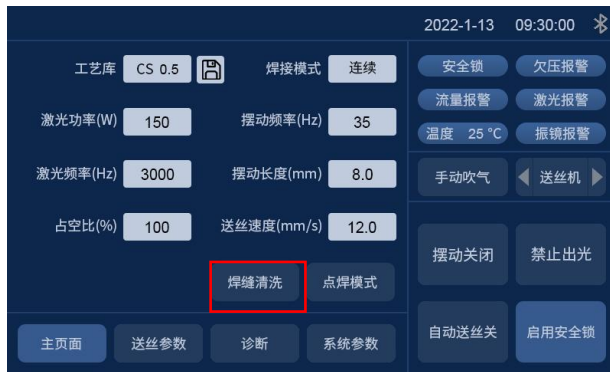 2022-1-13 09:30:00
工艺库 CS 0.5 焊接模式 连续
安全锁 欠压报警
流量报警 激光报警
激光功率(W) 150 摆动频率(Hz) 35
温度 25 °C 振镜报警
激光频率(Hz) 3000 摆动长度(mm) 8.0
手动吹气 送丝机
占空比(%) 100 送丝速度(mm/s) 12.0
摆动关闭 禁止出光
焊缝清洗 点焊模式
自动送丝关 启用安全锁
主页面 送丝参数 诊断 系统参数